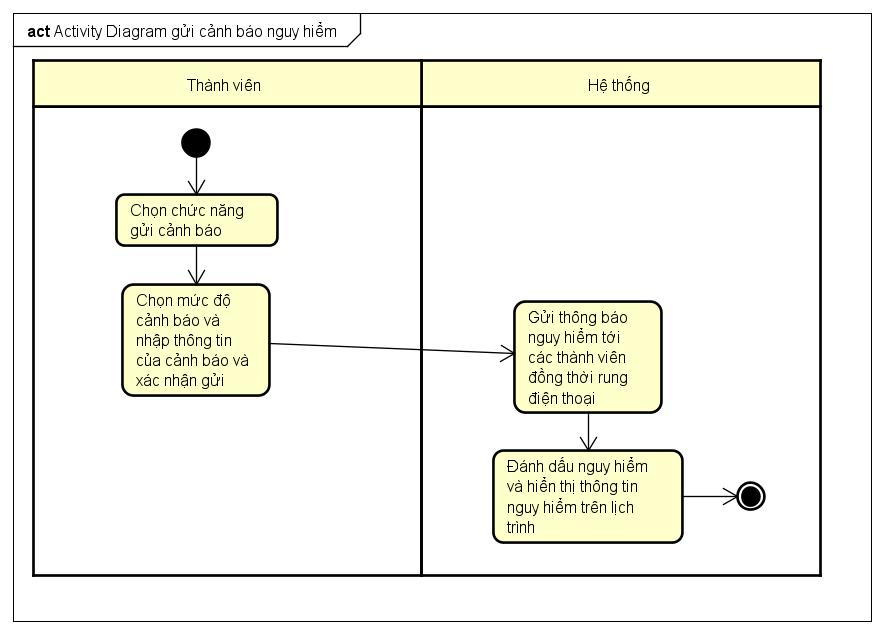 act Activity Diagram gửi cảnh báo nguy hiểm
Thành viên
Hệ thống
Chọn chức năng
gửi cảnh báo
Chọn mức độ
cảnh báo và
nhập thông tin
của cảnh báo và
xác nhận gửi
Gửi thông báo
nguy hiểm tới
các thành viên
đồng thời rung
điện thoại
Đánh dấu nguy hiểm
và hiển thị thông tin
nguy hiểm trên lịch
trình